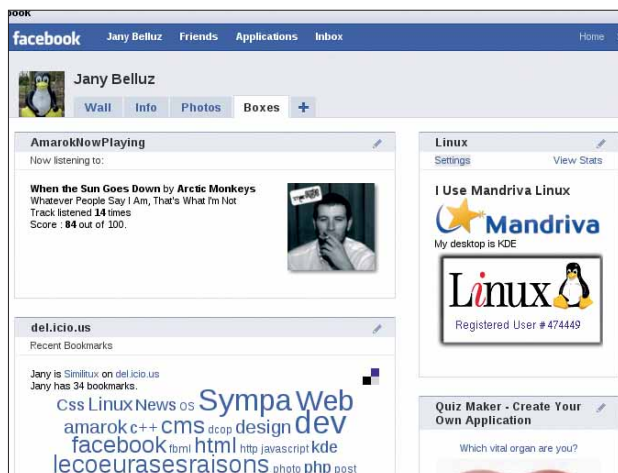 facebook Jany Belluz Friends Applications Inbox Home
Jany Belluz
Wall Info Photos Boxes +
AmarokNowPlaying
Now listening to:
When the Sun Goes Down by Arctic Monkeys
Whatever People Say I Am, That's What I'm Not
Track listened 14 times
Score : 84 out of 100.
del.icio.us
Recent Bookmarks
Jany is Similitux on del.icio.us
Jany has 34 bookmarks.
Css Linux News os Sympa Web
amarok c++ cms dcop design dev
facebook fbml html http javascript kde
lecoeurasesraisons photo php post
Linux
Settings View Stats
I Use Mandriva Linux
Mandriva
My desktop is KDE
Linux
Registered User # 474449
Quiz Maker - Create Your
Own Application
Which vital organ are you?